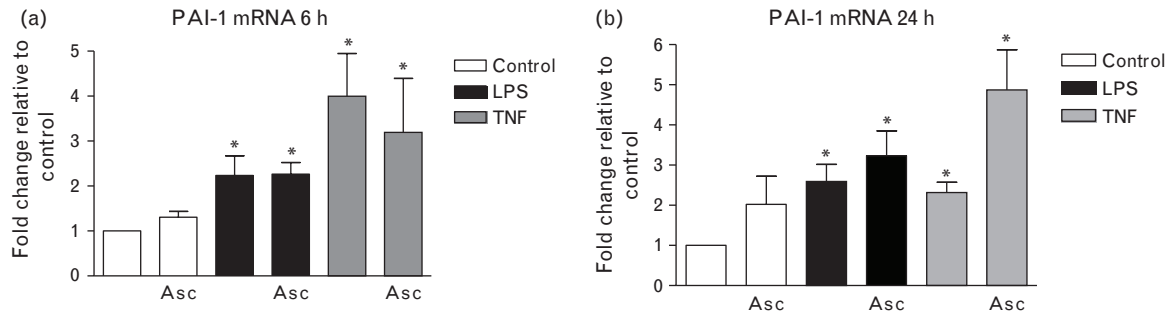 (a)
PAI-1 mRNA 6 h
Fold change relative to
control
5
4
3
2
1
0
*
*
*
*
Asc
Asc
Asc
Control
LPS
TNF
(b)
PAI-1 mRNA 24 h
Fold change relative to
control
6
5
4
3
2
1
0
*
*
*
*
Asc
Asc
Asc
Control
LPS
TNF